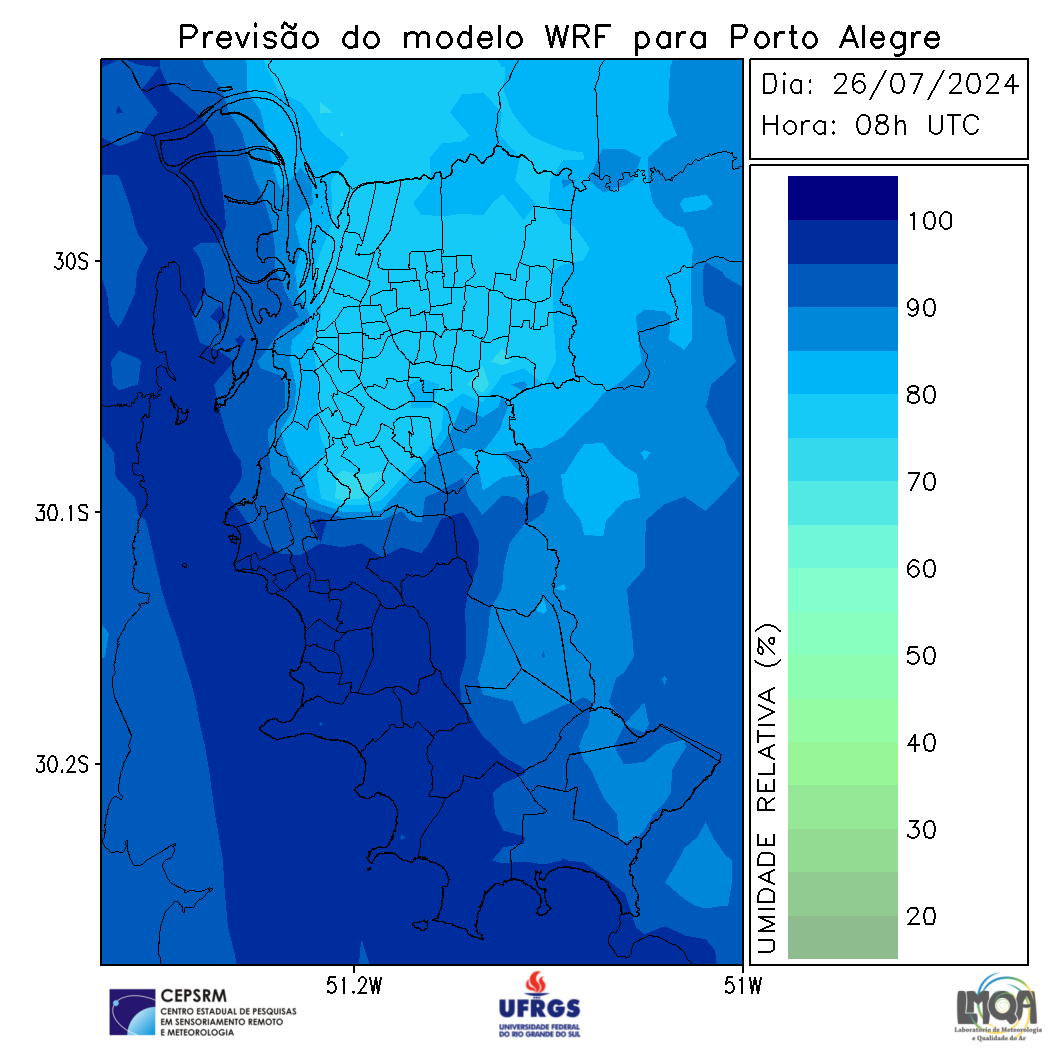 Previsão do modelo WRF para Porto Alegre
Dia: 26/07/2024
Hora: 08h UTC
30S
30.1S
30.2S
51.2W
51W
100
90
80
70
60
50
40
30
20
UMIDADE RELATIVA (%)
CEPSRM
CENTRO ESTADUAL DE PESQUISAS
EM SENSORIAMENTO REMOTO
E METEOROLOGIA
UFRGS
UNIVERSIDADE FEDERAL
DO RIO GRANDE DO SUL
LMQA
Laboratório de Meteorologia
e Qualidade do Ar